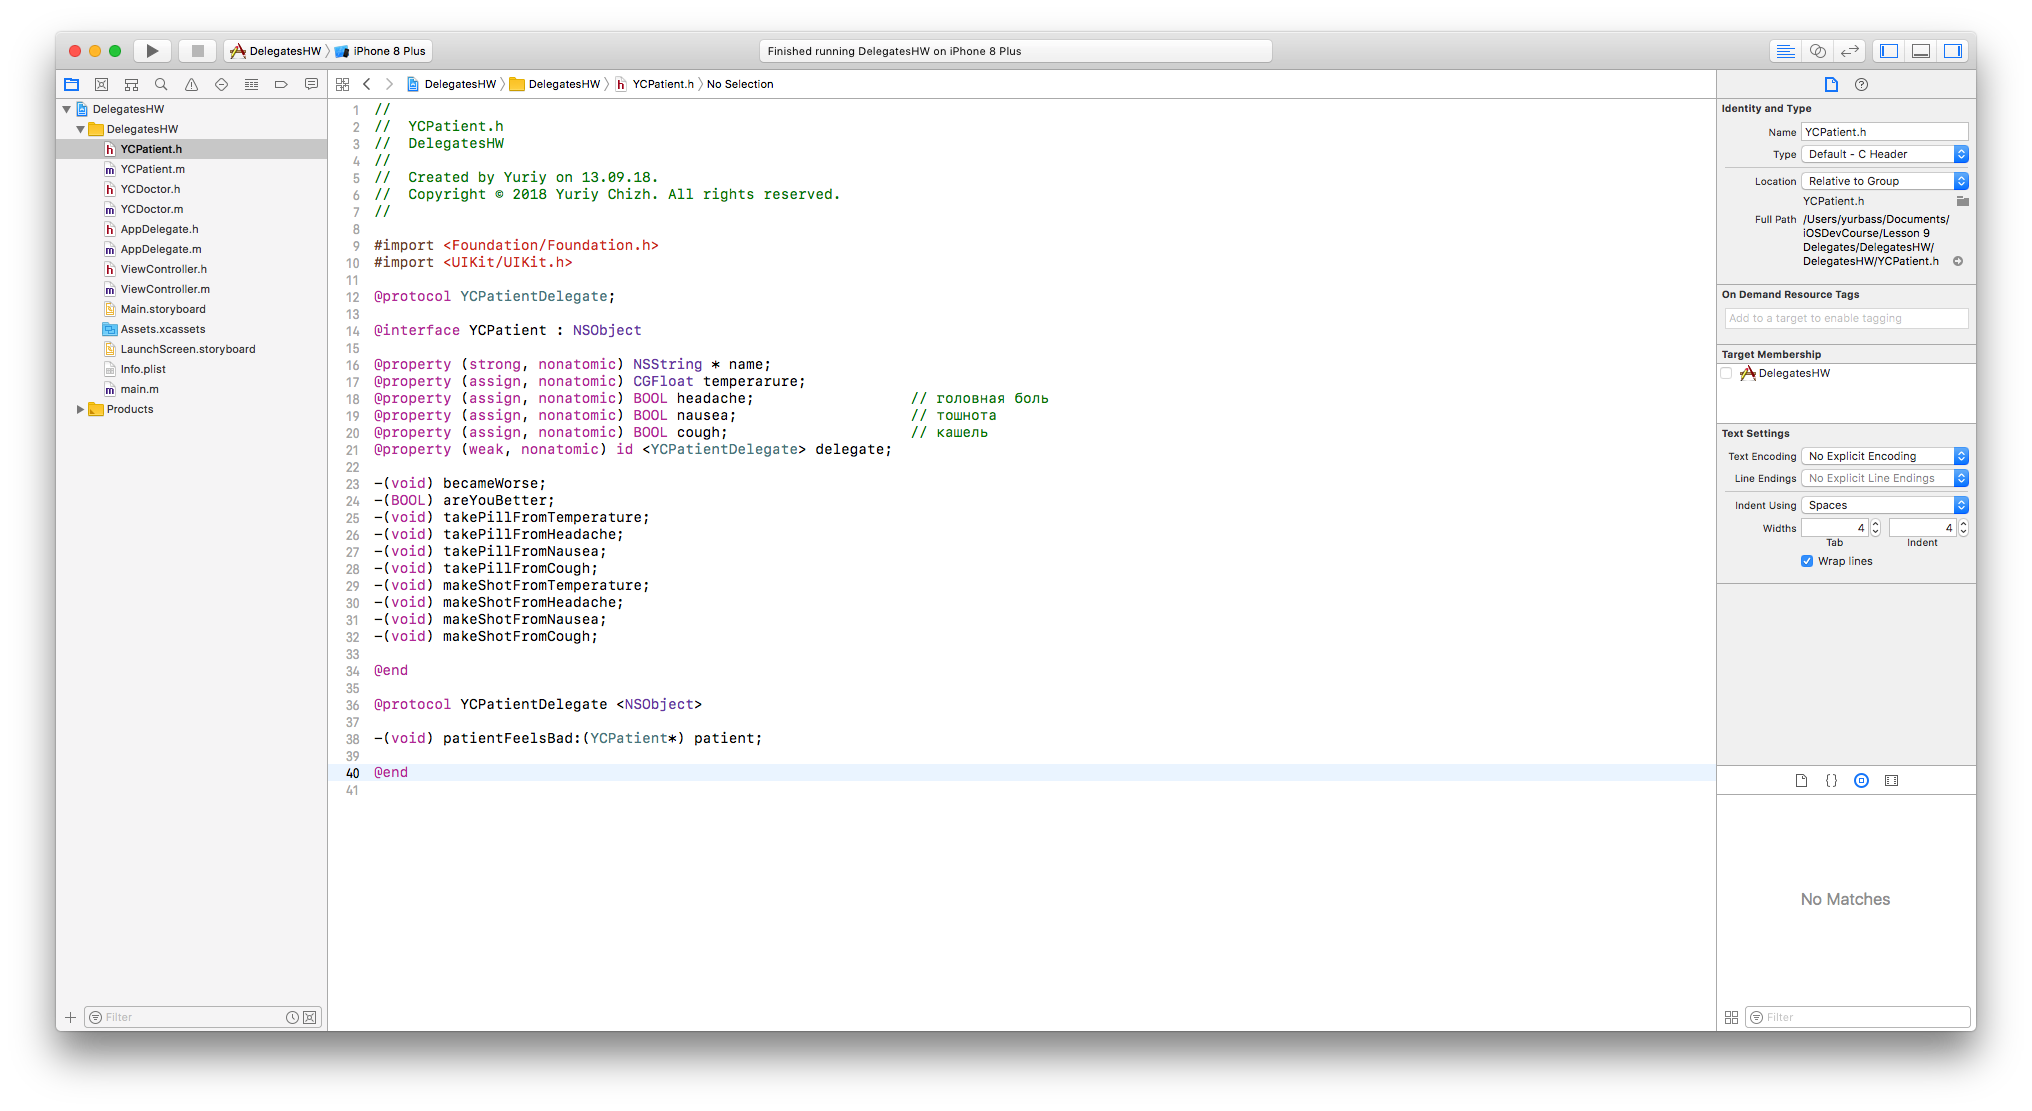 DelegatesHW iPhone 8 Plus
Finished running DelegatesHW on iPhone 8 Plus
DelegatesHW DelegatesHW YCPatient.h No Selection
DelegatesHW
DelegatesHW
YCPatient.h
YCPatient.m
YCDoctor.h
YCDoctor.m
AppDelegate.h
AppDelegate.m
ViewController.h
ViewController.m
Main.storyboard
Assets.xcassets
LaunchScreen.storyboard
Info.plist
main.m
Products
Filter
1 //
2 // YCPatient.h
3 // DelegatesHW
4 //
5 // Created by Yuriy on 13.09.18.
6 // Copyright © 2018 Yuriy Chizh. All rights reserved.
7 //
8
9 #import <Foundation/Foundation.h>
10 #import <UIKit/UIKit.h>
11
12 @protocol YCPatientDelegate;
13
14 @interface YCPatient : NSObject
15
16 @property (strong, nonatomic) NSString * name;
17 @property (assign, nonatomic) CGFloat temperarure;
18 @property (assign, nonatomic) BOOL headache; // головная боль
19 @property (assign, nonatomic) BOOL nausea; // тошнота
20 @property (assign, nonatomic) BOOL cough; // кашель
21 @property (weak, nonatomic) id <YCPatientDelegate> delegate;
22
23 -(void) becameWorse;
24 -(BOOL) areYouBetter;
25 -(void) takePillFromTemperature;
26 -(void) takePillFromHeadache;
27 -(void) takePillFromNausea;
28 -(void) takePillFromCough;
29 -(void) makeShotFromTemperature;
30 -(void) makeShotFromHeadache;
31 -(void) makeShotFromNausea;
32 -(void) makeShotFromCough;
33
34 @end
35
36 @protocol YCPatientDelegate <NSObject>
37
38 -(void) patientFeelsBad:(YCPatient*) patient;
39
40 @end
41
Identity and Type
Name YCPatient.h
Type Default - C Header
Location Relative to Group
YCPatient.h
Full Path /Users/yurbass/Documents/
iOSDevCourse/Lesson 9
Delegates/DelegatesHW/
DelegatesHW/YCPatient.h
On Demand Resource Tags
Add to a target to enable tagging
Target Membership
DelegatesHW
Text Settings
Text Encoding No Explicit Encoding
Line Endings No Explicit Line Endings
Indent Using Spaces
Widths 4 4
Tab Indent
Wrap lines
No Matches
Filter